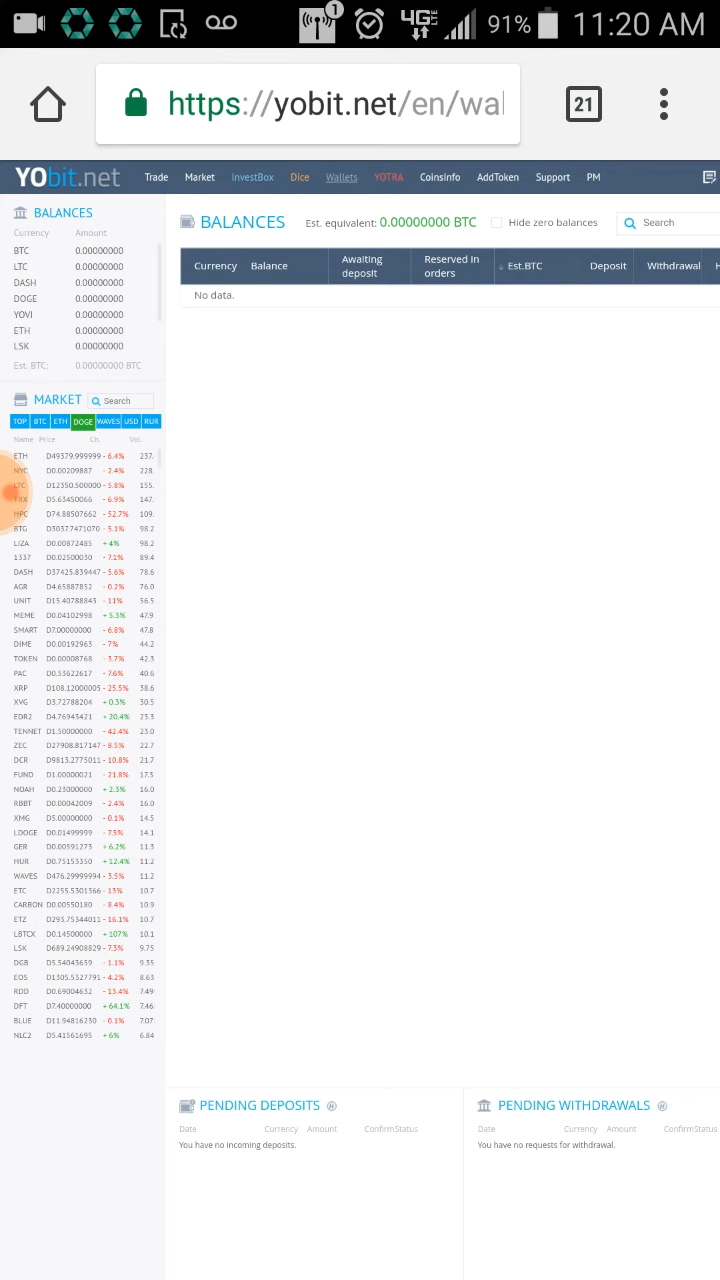 1
4G LTE
91%
11:20 AM
https://yobit.net/en/wal
21
YObit.net
Trade Market InvestBox Dice Wallets YOTRA CoinsInfo AddToken Support PM
BALANCES
Currency Amount
BTC 0.00000000
LTC 0.00000000
DASH 0.00000000
DOGE 0.00000000
YOVI 0.00000000
ETH 0.00000000
LSK 0.00000000
Est. BTC: 0.00000000 BTC
MARKET Search
TOP BTC ETH DOGE WAVES USD RUR
Name Price Ch. Vol.
ETH D49379.999999 - 6.4% 237.
NYC D0.00209887 - 2.4% 228.
LTC D12350.500000 - 5.8% 155.
TRX D5.63450066 - 6.9% 147.
HPC D74.88507662 - 52.7% 109.
BTG D3037.7471070 - 5.1% 98.2
LIZA D0.00872485 + 4% 98.2
1337 D0.02500030 - 7.1% 89.4
DASH D37425.839447 - 5.6% 78.6
AGR D4.65887852 - 0.2% 76.0
UNIT D15.40788843 - 11% 56.5
MEME D0.04102998 + 5.3% 47.9
SMART D7.00000000 - 6.8% 47.8
DIME D0.00192963 - 7% 44.2
TOKEN D0.00008768 - 3.7% 42.3
PAC D0.53622617 - 7.6% 40.6
XRP D108.12000005 - 25.5% 38.6
XVG D3.72788204 + 0.3% 30.5
EDR2 D4.76943421 + 20.4% 23.3
TENNET D1.50000000 - 42.4% 23.0
ZEC D27908.817147 - 8.5% 22.7
DCR D9813.2775011 - 10.8% 21.7
FUND D1.00000021 - 21.8% 17.3
NOAH D0.23000000 + 2.3% 16.0
RBBT D0.00042009 - 2.4% 16.0
XMG D5.00000000 - 0.1% 14.5
LDOGE D0.01499999 - 7.5% 14.1
GER D0.00591273 + 6.2% 11.3
HUR D0.75153350 + 12.4% 11.2
WAVES D476.29999994 - 3.5% 11.2
ETC D2255.5301366 - 13% 10.7
CARBON D0.00550180 - 8.4% 10.9
ETZ D293.75344011 - 16.1% 10.7
LBTCX D0.14500000 + 107% 10.1
LSK D689.24908829 - 7.3% 9.75
DGB D5.54043659 - 1.1% 9.35
EOS D1305.5327791 - 4.2% 8.63
RDD D0.69004632 - 13.4% 7.49
DFT D7.40000000 + 64.1% 7.46
BLUE D11.94816230 - 0.1% 7.07
NLC2 D5.41561695 + 6% 6.84
BALANCES Est. equivalent: 0.00000000 BTC Hide zero balances Search
Currency Balance Awaiting deposit Reserved in orders Est.BTC Deposit Withdrawal H
No data.
PENDING DEPOSITS
Date Currency Amount ConfirmStatus
You have no incoming deposits.
PENDING WITHDRAWALS
Date Currency Amount ConfirmStatus
You have no requests for withdrawal.